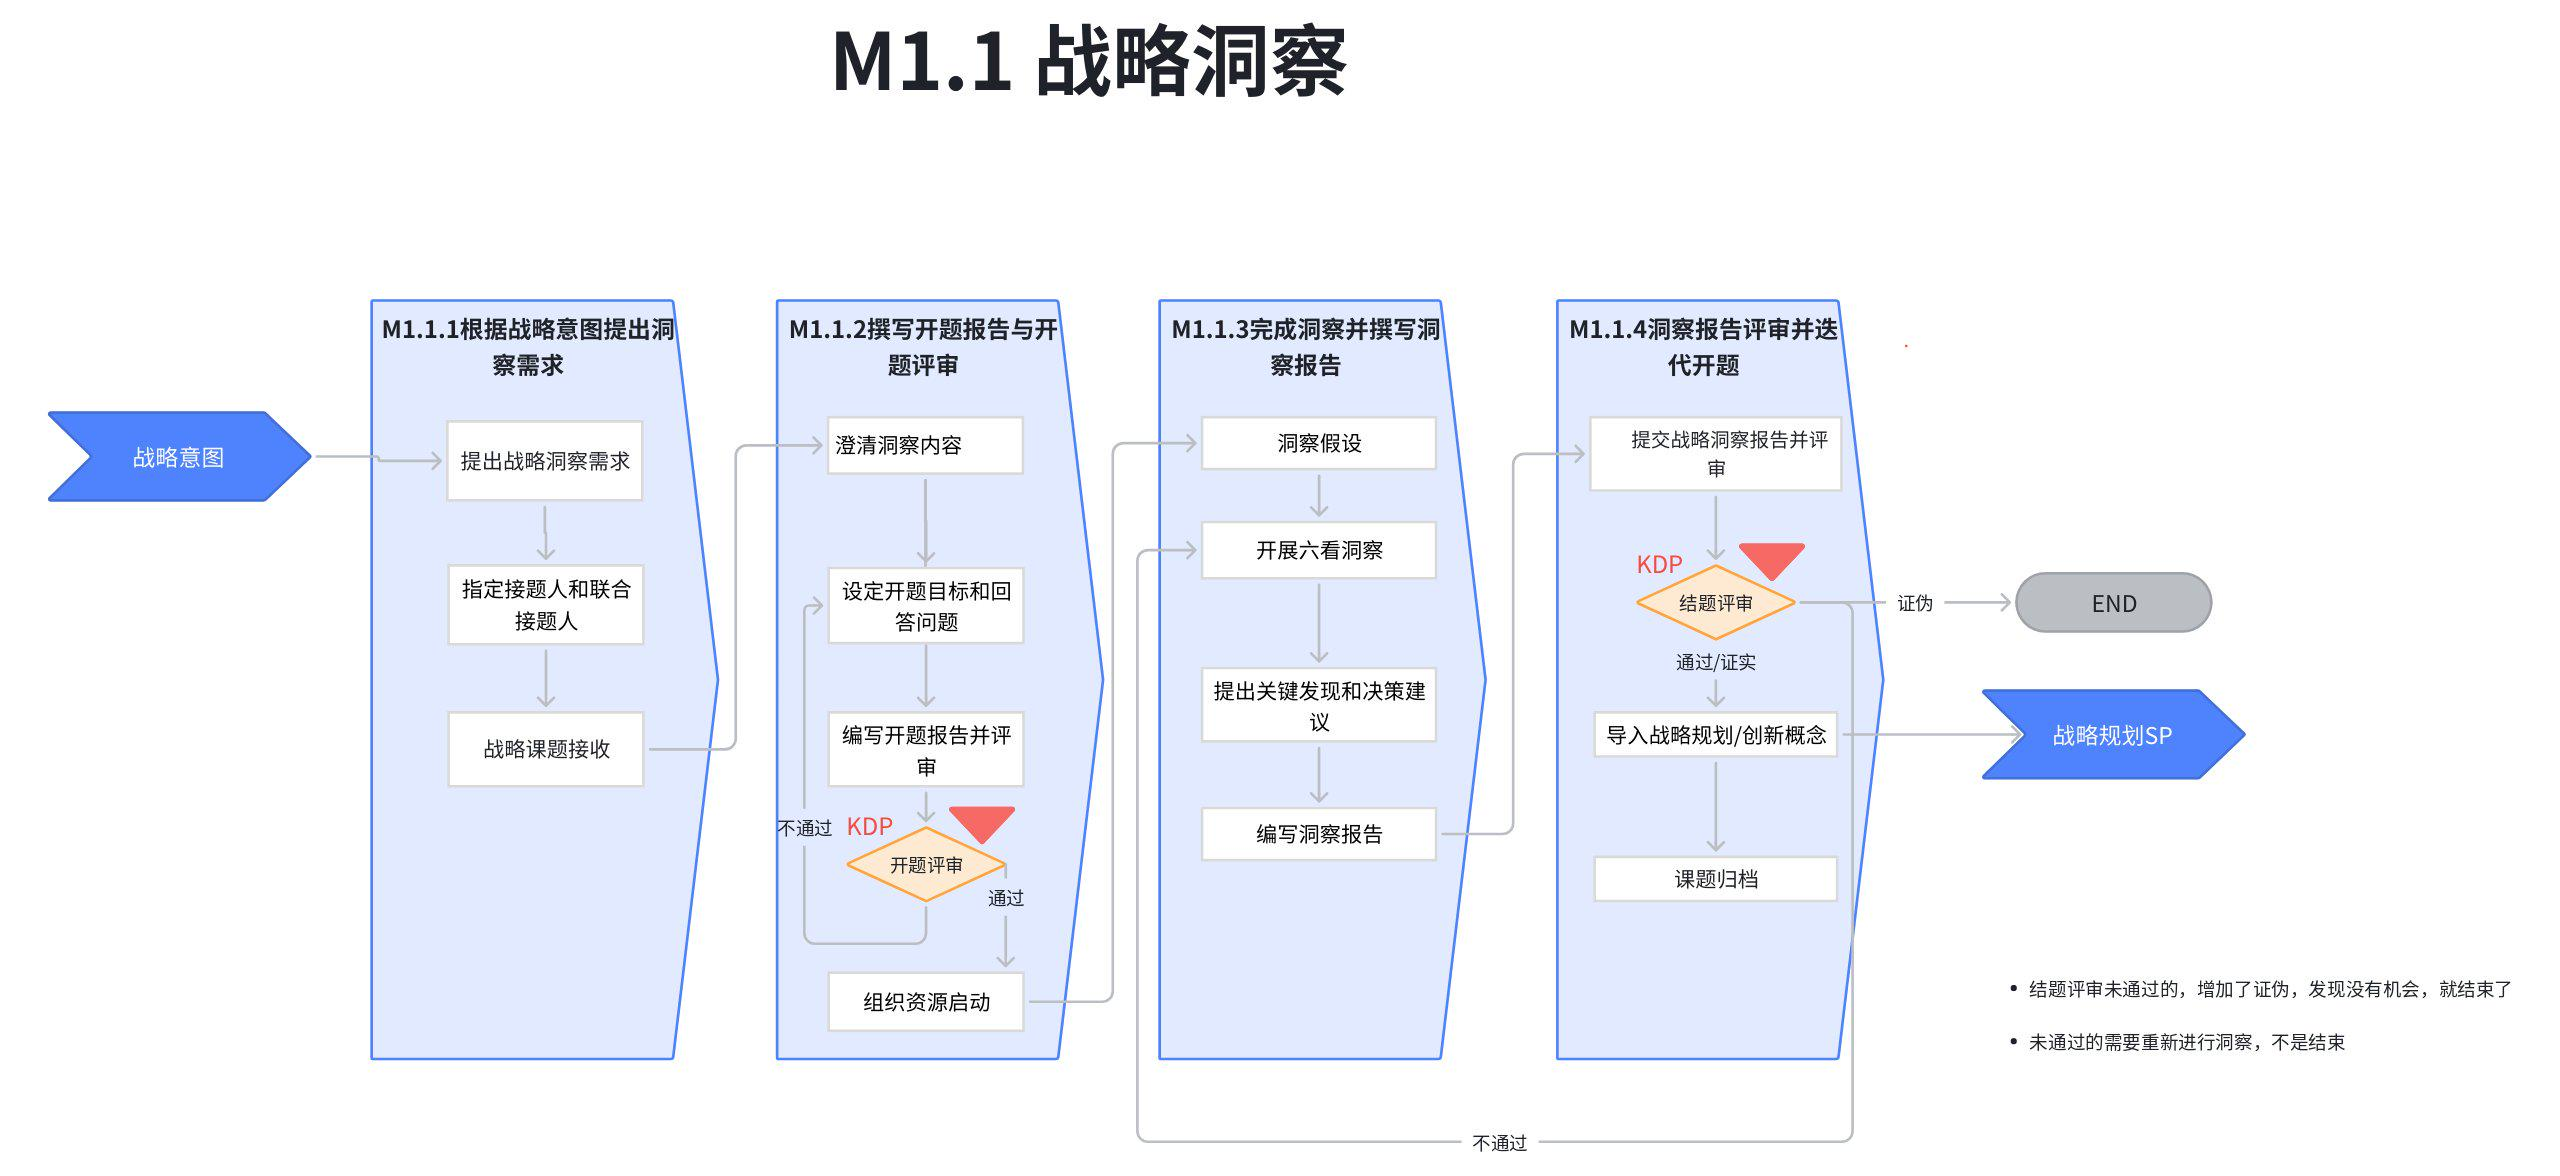 M1.1 战略洞察
战略意图
M1.1.1根据战略意图提出洞
察需求
提出战略洞察需求
指定接题人和联合
接题人
战略课题接收
M1.1.2撰写开题报告与开
题评审
澄清洞察内容
设定开题目标和回
答问题
编写开题报告并评
审
不通过
KDP
开题评审
通过
组织资源启动
M1.1.3完成洞察并撰写洞
察报告
洞察假设
开展六看洞察
提出关键发现和决策建
议
编写洞察报告
M1.1.4洞察报告评审并迭
代开题
提交战略洞察报告并评
审
KDP
结题评审
证伪
END
通过/证实
导入战略规划/创新概念
战略规划SP
课题归档
• 结题评审未通过的，增加了证伪，发现没有机会，就结束了
• 未通过的需要重新进行洞察，不是结束
不通过